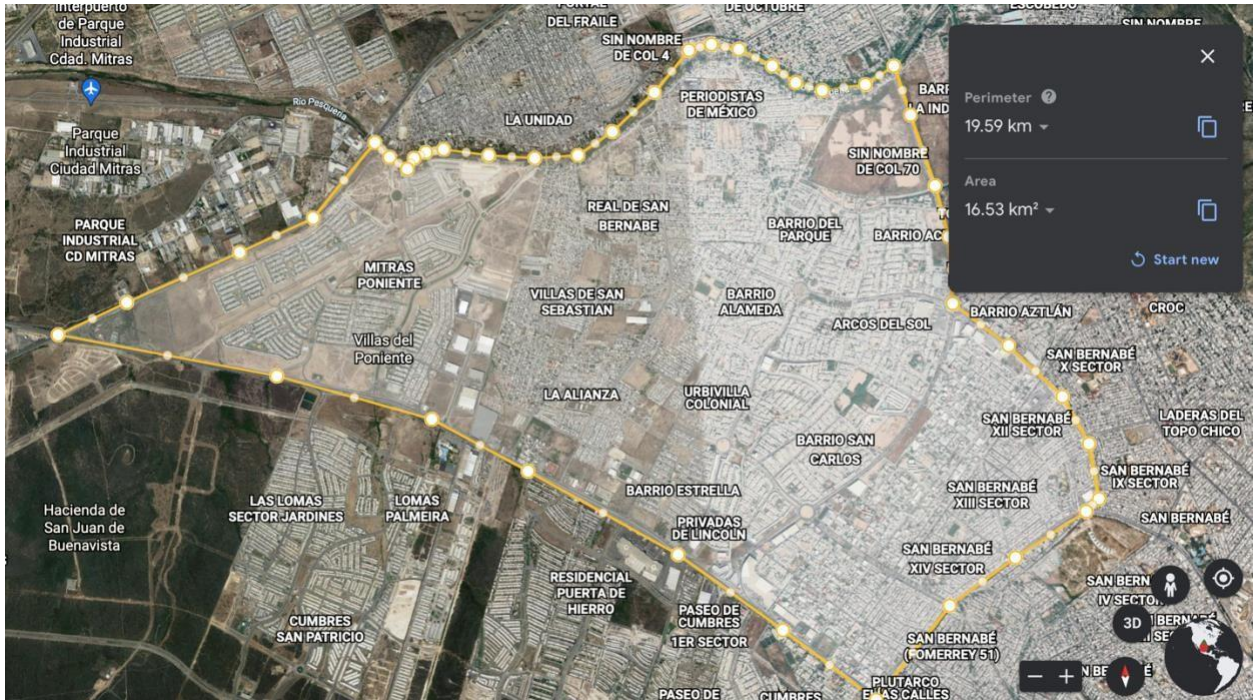 Interpuerto
de Parque
Industrial
Cdad. Mitras
DEL FRAILE
SIN NOMBRE
DE COL 4
DE OCTUBRE
ESCOBEDO
SIN NOMBRE
Perimeter
19.59 km
Area
16.53 km²
Start new
Río Pesquería
LA UNIDAD
PERIODISTAS
DE MÉXICO
Parque
Industrial
Ciudad Mitras
SIN NOMBRE
DE COL 70
PARQUE
INDUSTRIAL
CD MITRAS
REAL DE SAN
BERNABE
BARRIO DEL
PARQUE
MITRAS
PONIENTE
VILLAS DE SAN
SEBASTIAN
BARRIO
ALAMEDA
ARCOS DEL SOL
BARRIO AZTLÁN
CROC
Villas del
Poniente
SAN BERNABÉ
X SECTOR
LA ALIANZA
URBIVILLA
COLONIAL
SAN BERNABÉ
XII SECTOR
LADERAS DEL
TOPO CHICO
BARRIO SAN
CARLOS
SAN BERNABÉ
IX SECTOR
BARRIO ESTRELLA
SAN BERNABÉ
XIII SECTOR
LAS LOMAS
SECTOR JARDINES
LOMAS
PALMEIRA
Hacienda de
San Juan de
Buenavista
PRIVADAS
DE LINCOLN
SAN BERNABÉ
SAN BERNABÉ
XIV SECTOR
RESIDENCIAL
PUERTA DE
HIERRO
IV SECTOR
PASEO DE
CUMBRES
1ER SECTOR
CUMBRES
SAN PATRICIO
SAN BERNABÉ
(FOMERREY 51)
3D
PLUTARCO
ELÍAS CALLES
PASEO DE
CUMBRES